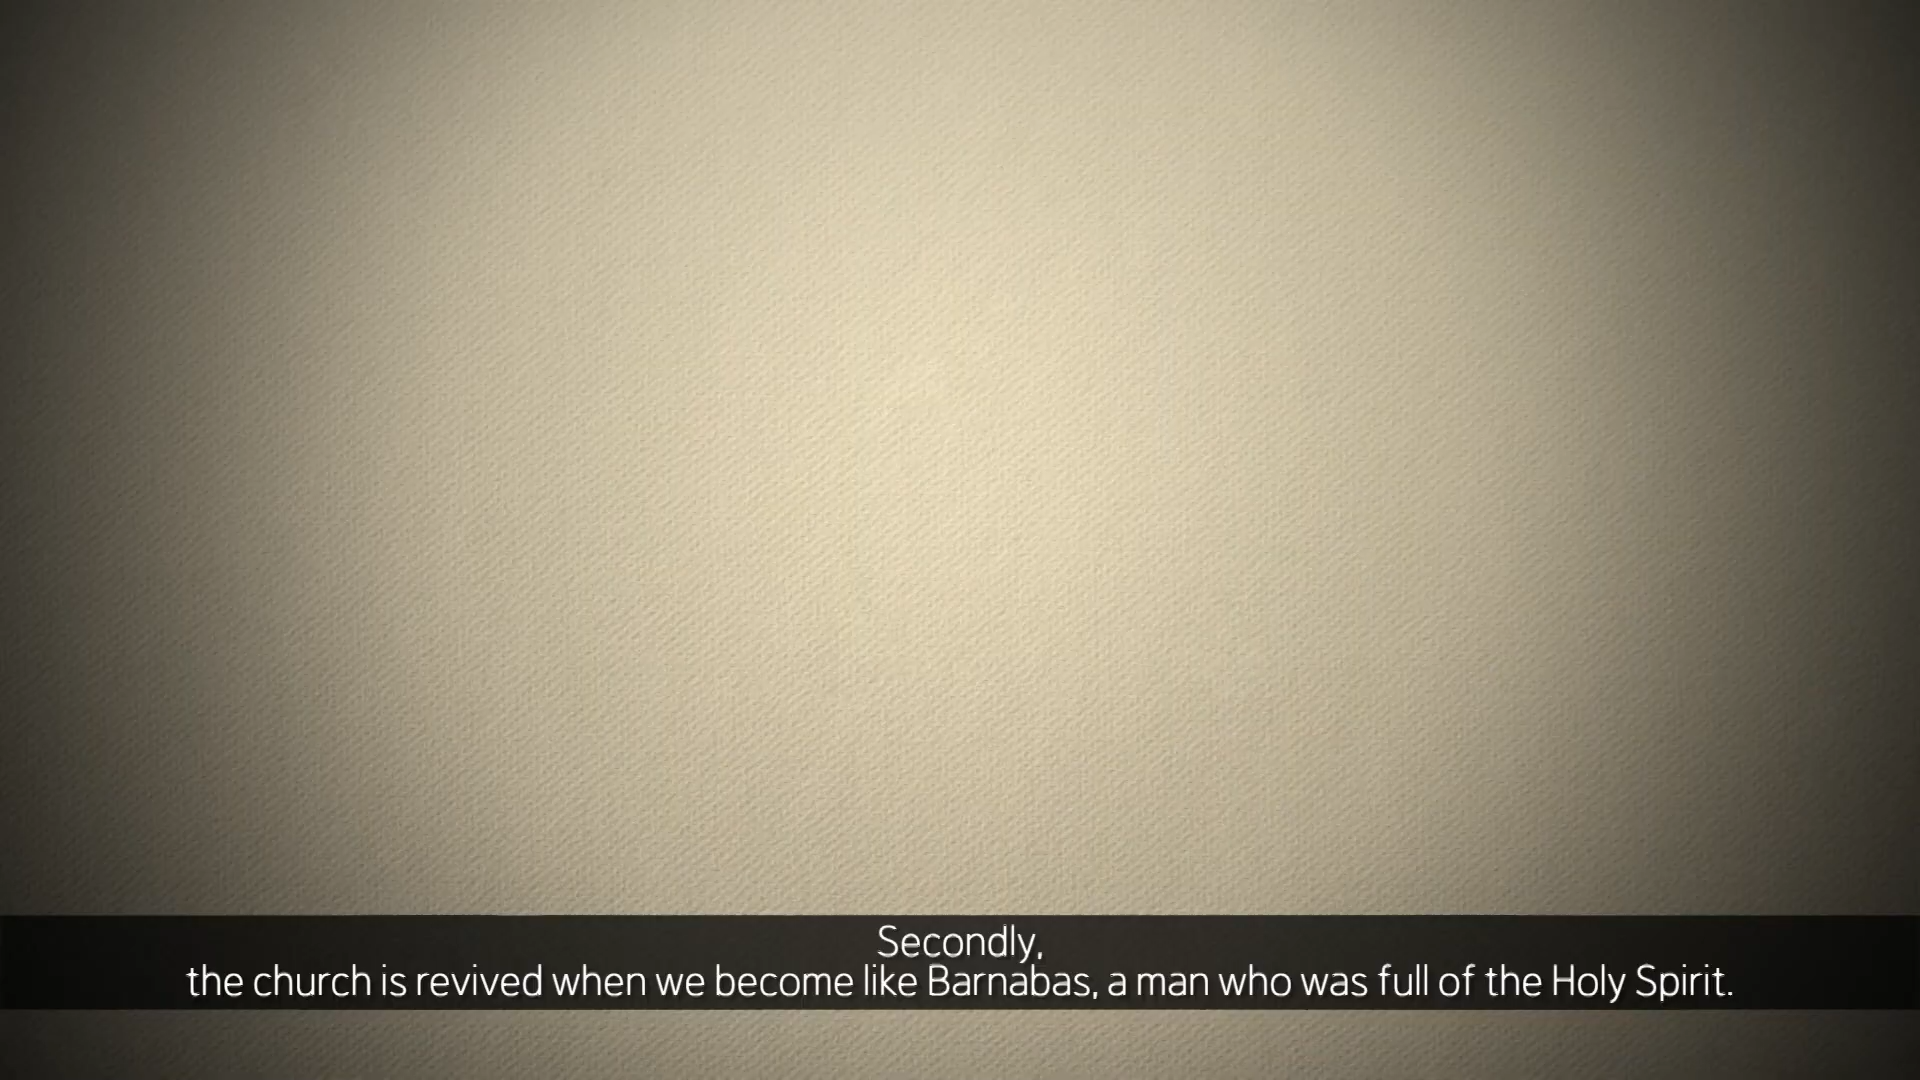 Secondly,
the church is revived when we become like Barnabas, a man who was full of the Holy Spirit.